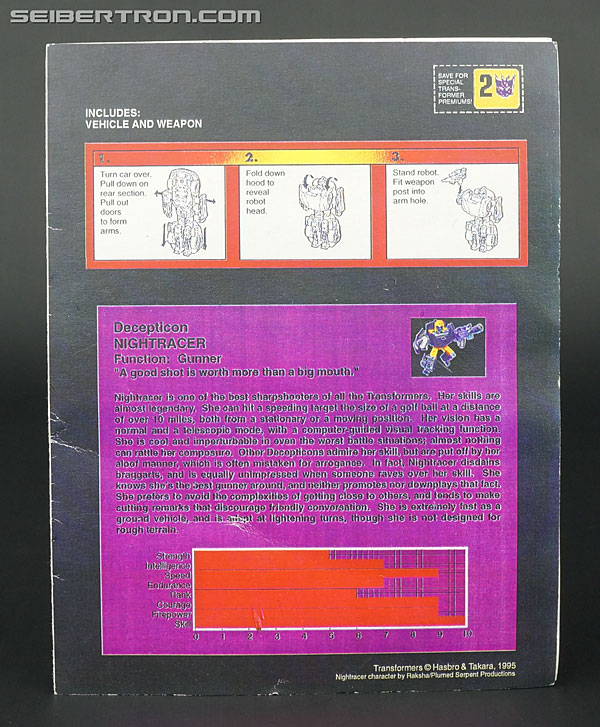 SEIBERTRON.COM
SAVE FOR
SPECIAL
TRANS-
FORMER
PREMIUMS!
2
INCLUDES:
VEHICLE AND WEAPON
1.
Turn car over.
Pull down on
rear section.
Pull out
doors
to form
arms.
2.
Fold down
hood to
reveal
robot
head.
3.
Stand robot.
Fit weapon
post into
arm hole.
Decepticon
NIGHTRACER
Function: Gunner
"A good shot is worth more than a big mouth."
Nightracer is one of the best sharpshooters of all the Transformers. Her skills are
almost legendary. She can hit a speeding target the size of a golf ball at a distance
of over 10 miles, both from a stationary or a moving position. Her vision has a
normal and a telescopic mode, with a computer-guided visual tracking function.
She is cool and imperturbable in even the worst battle situations; almost nothing
can rattle her composure. Other Decepticons admire her skill, but are put off by her
aloof manner, which is often mistaken for arrogance. In fact, Nightracer disdains
braggarts, and is equally unimpressed when someone raves over her skill. She
knows she is the best gunner around, and neither promotes nor downplays that fact.
She prefers to avoid the complexities of getting close to others, and tends to make
cutting remarks that discourage friendly conversation. She is extremely fast as a
ground vehicle, and is adept at lightening turns, though she is not designed for
rough terrain.
Strength
Intelligence
Speed
Endurance
Rank
Courage
Firepower
Skill
0 1 2 3 4 5 6 7 8 9 10
Transformers © Hasbro & Takara, 1995
Nightracer character by Raksha/Plumed Serpent Productions